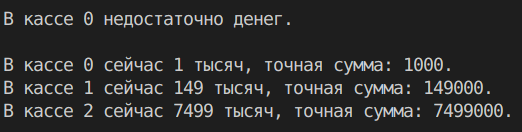 В кассе 0 недостаточно денег.
В кассе 0 сейчас 1 тысяч, точная сумма: 1000.
В кассе 1 сейчас 149 тысяч, точная сумма: 149000.
В кассе 2 сейчас 7499 тысяч, точная сумма: 7499000.